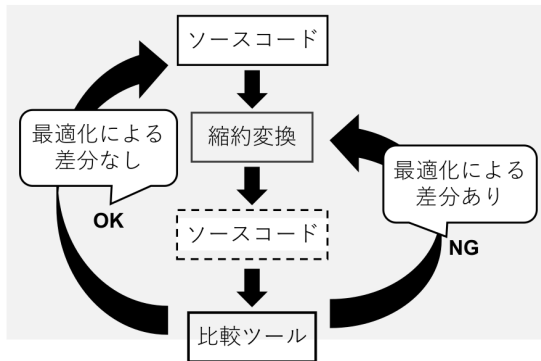 ソースコード
縮約変換
最適化による
差分なし
OK
最適化による
差分あり
NG
ソースコード
比較ツール